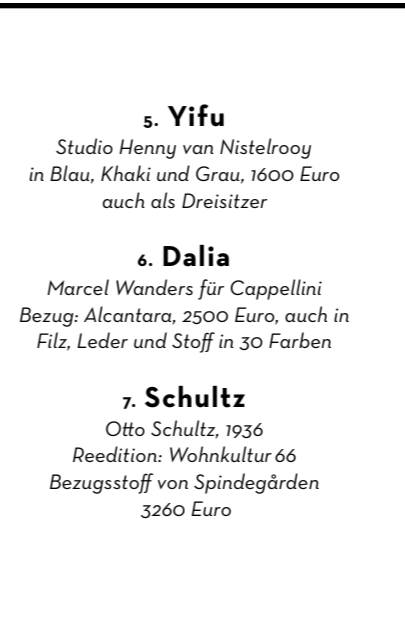 5. Yifu
Studio Henny van Nistelrooy
in Blau, Khaki und Grau, 1600 Euro
auch als Dreisitzer
6. Dalia
Marcel Wanders für Cappellini
Bezug: Alcantara, 2500 Euro, auch in
Filz, Leder und Stoff in 30 Farben
7. Schultz
Otto Schultz, 1936
Reedition: Wohnkultur 66
Bezugsstoff von Spindegården
3260 Euro